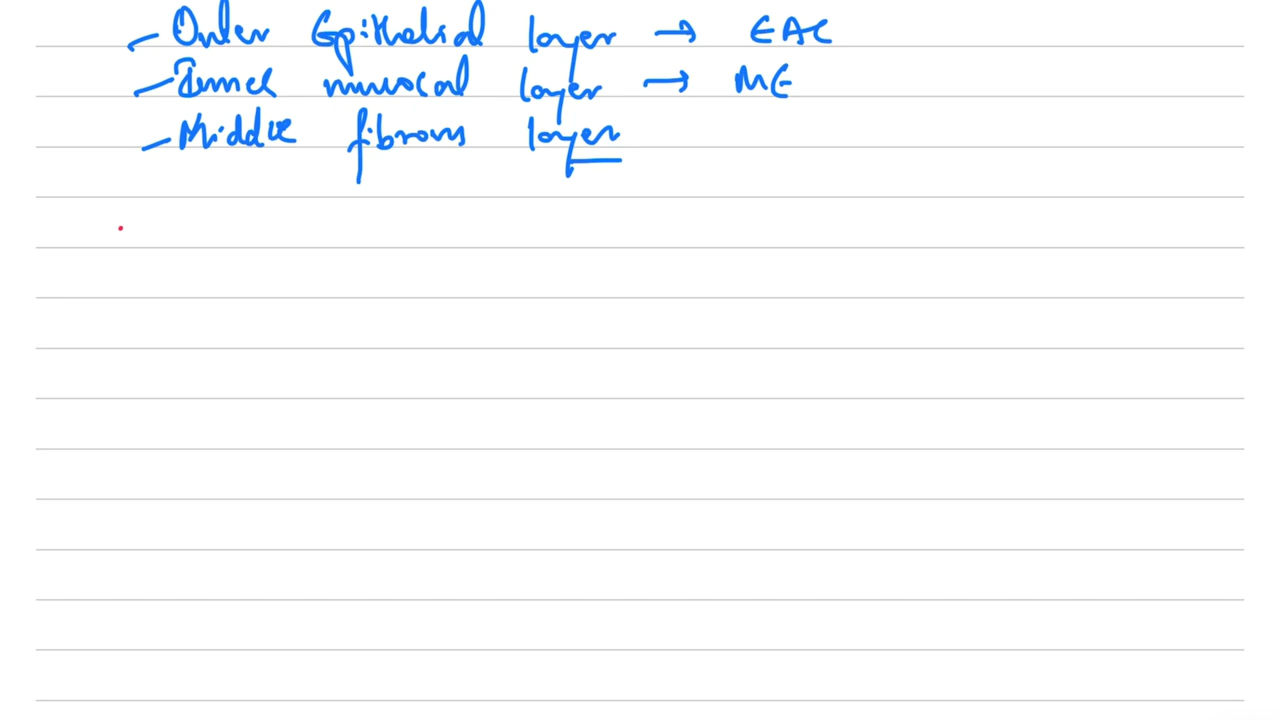 - Outer Epithelial layer → EAC
- Inner mucosal layer → ME
- Middle fibrous layer